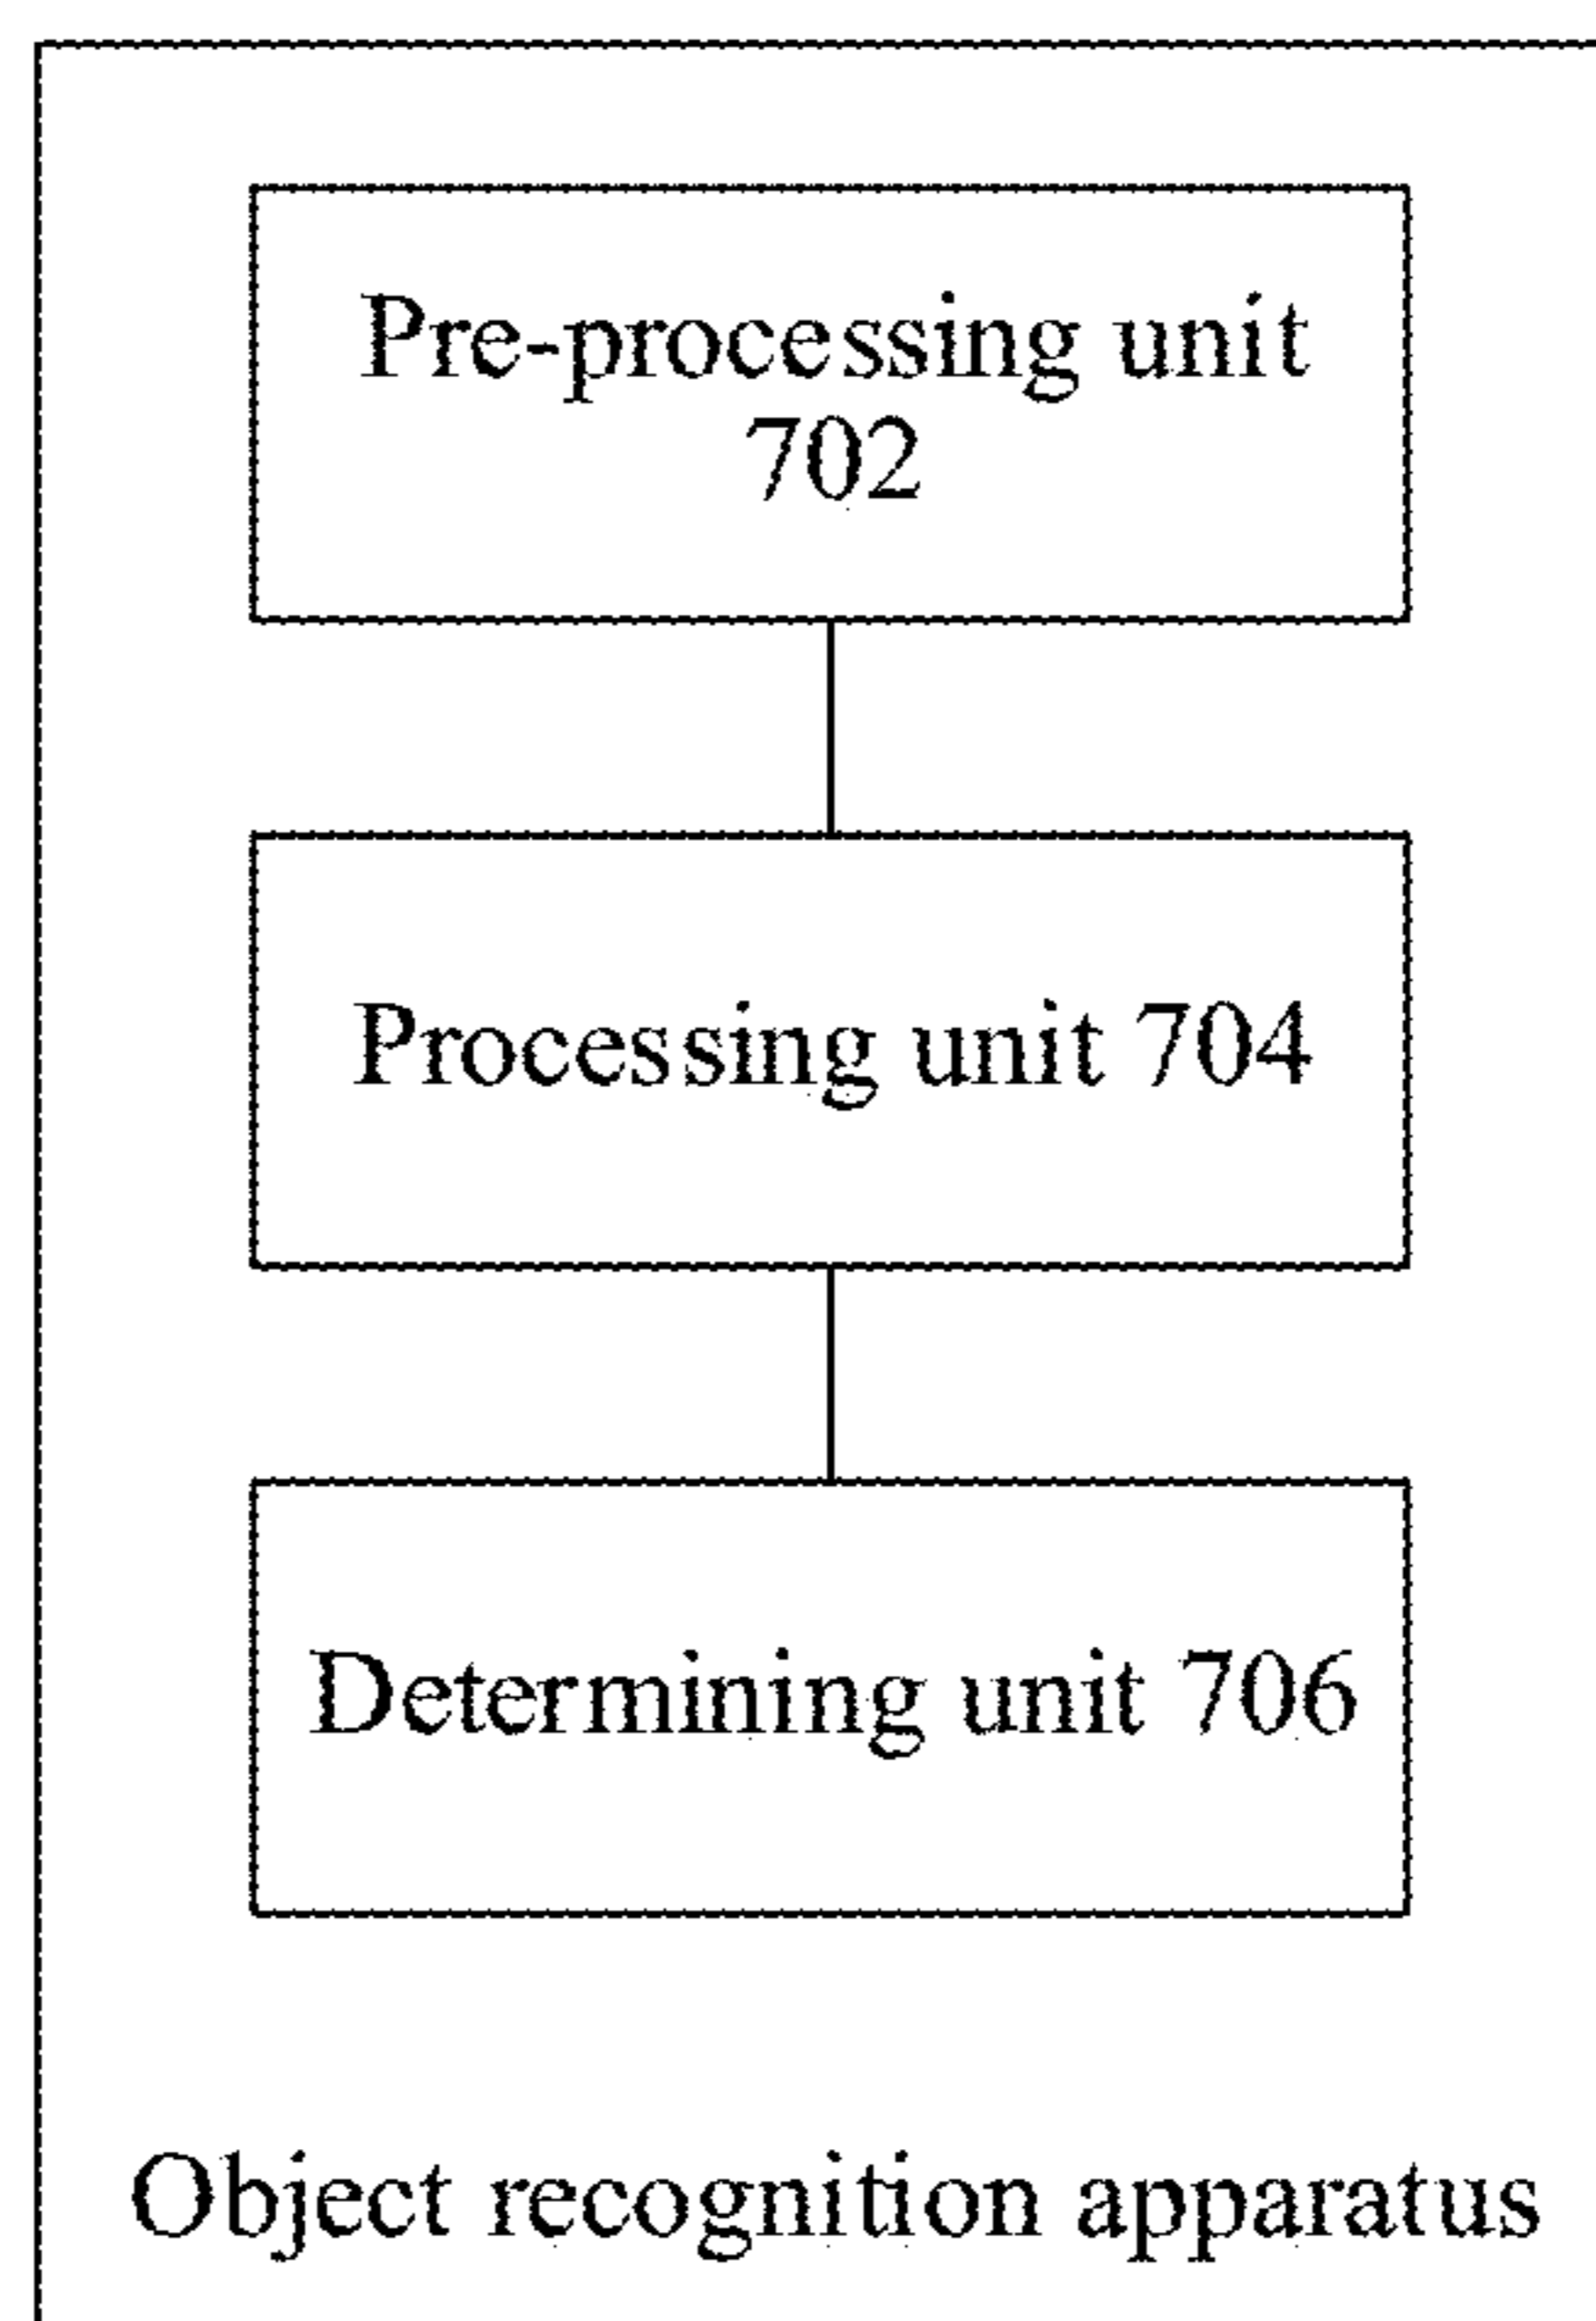 Pre-processing unit
702
Processing unit 704
Determining unit 706
Object recognition apparatus